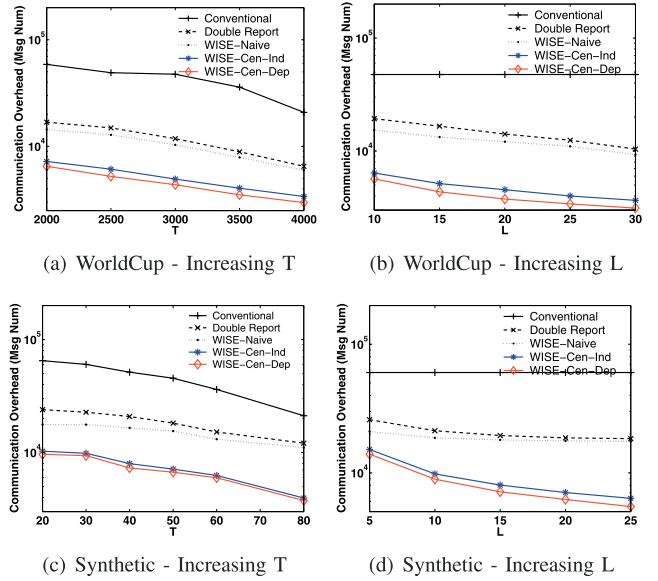 Communication Overhead (Msg Num)
10^5
10^4
Conventional
Double Report
WISE-Naive
WISE-Cen-Ind
WISE-Cen-Dep
2000 2500 3000 3500 4000
T
(a) WorldCup - Increasing T
Communication Overhead (Msg Num)
10^5
10^4
Conventional
Double Report
WISE-Naive
WISE-Cen-Ind
WISE-Cen-Dep
10 15 20 25 30
L
(b) WorldCup - Increasing L
Communication Overhead (Msg Num)
10^5
10^4
Conventional
Double Report
WISE-Naive
WISE-Cen-Ind
WISE-Cen-Dep
20 30 40 50 60 70 80
T
(c) Synthetic - Increasing T
Communication Overhead (Msg Num)
10^5
10^4
Conventional
Double Report
WISE-Naive
WISE-Cen-Ind
WISE-Cen-Dep
5 10 15 20 25
L
(d) Synthetic - Increasing L